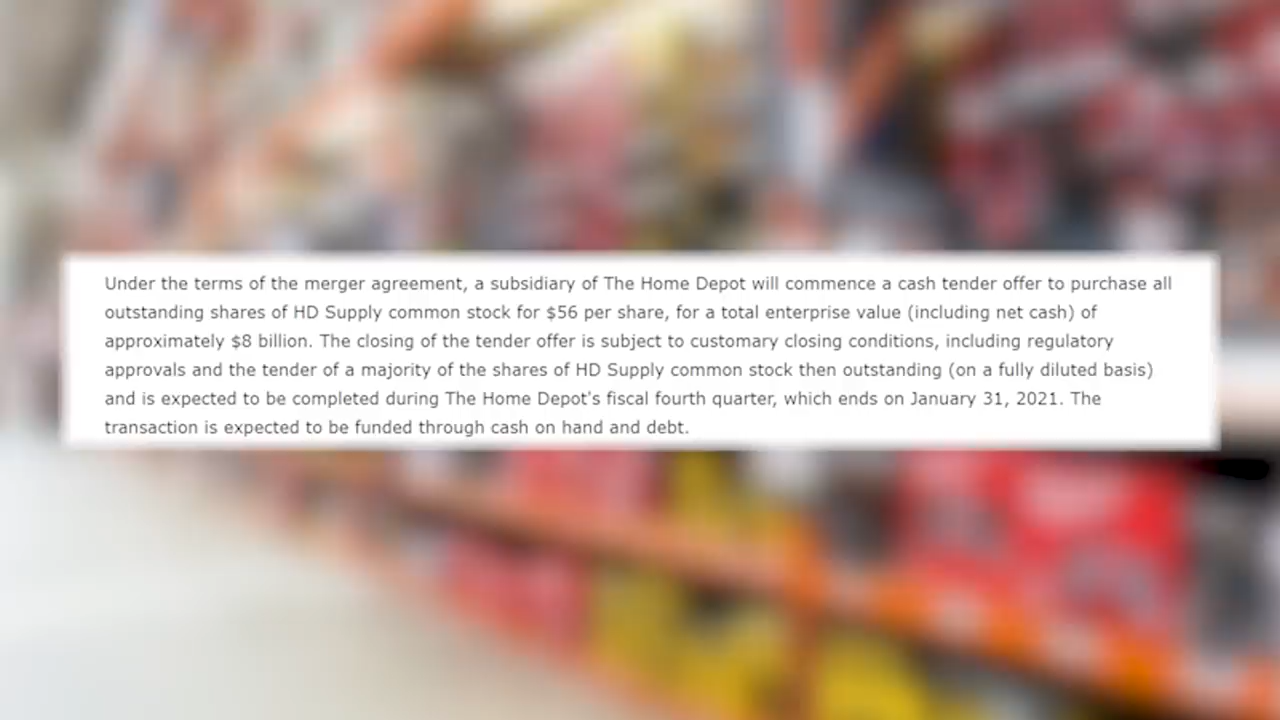 Under the terms of the merger agreement, a subsidiary of The Home Depot will commence a cash tender offer to purchase all
outstanding shares of HD Supply common stock for $56 per share, for a total enterprise value (including net cash) of
approximately $8 billion. The closing of the tender offer is subject to customary closing conditions, including regulatory
approvals and the tender of a majority of the shares of HD Supply common stock then outstanding (on a fully diluted basis)
and is expected to be completed during The Home Depot's fiscal fourth quarter, which ends on January 31, 2021. The
transaction is expected to be funded through cash on hand and debt.